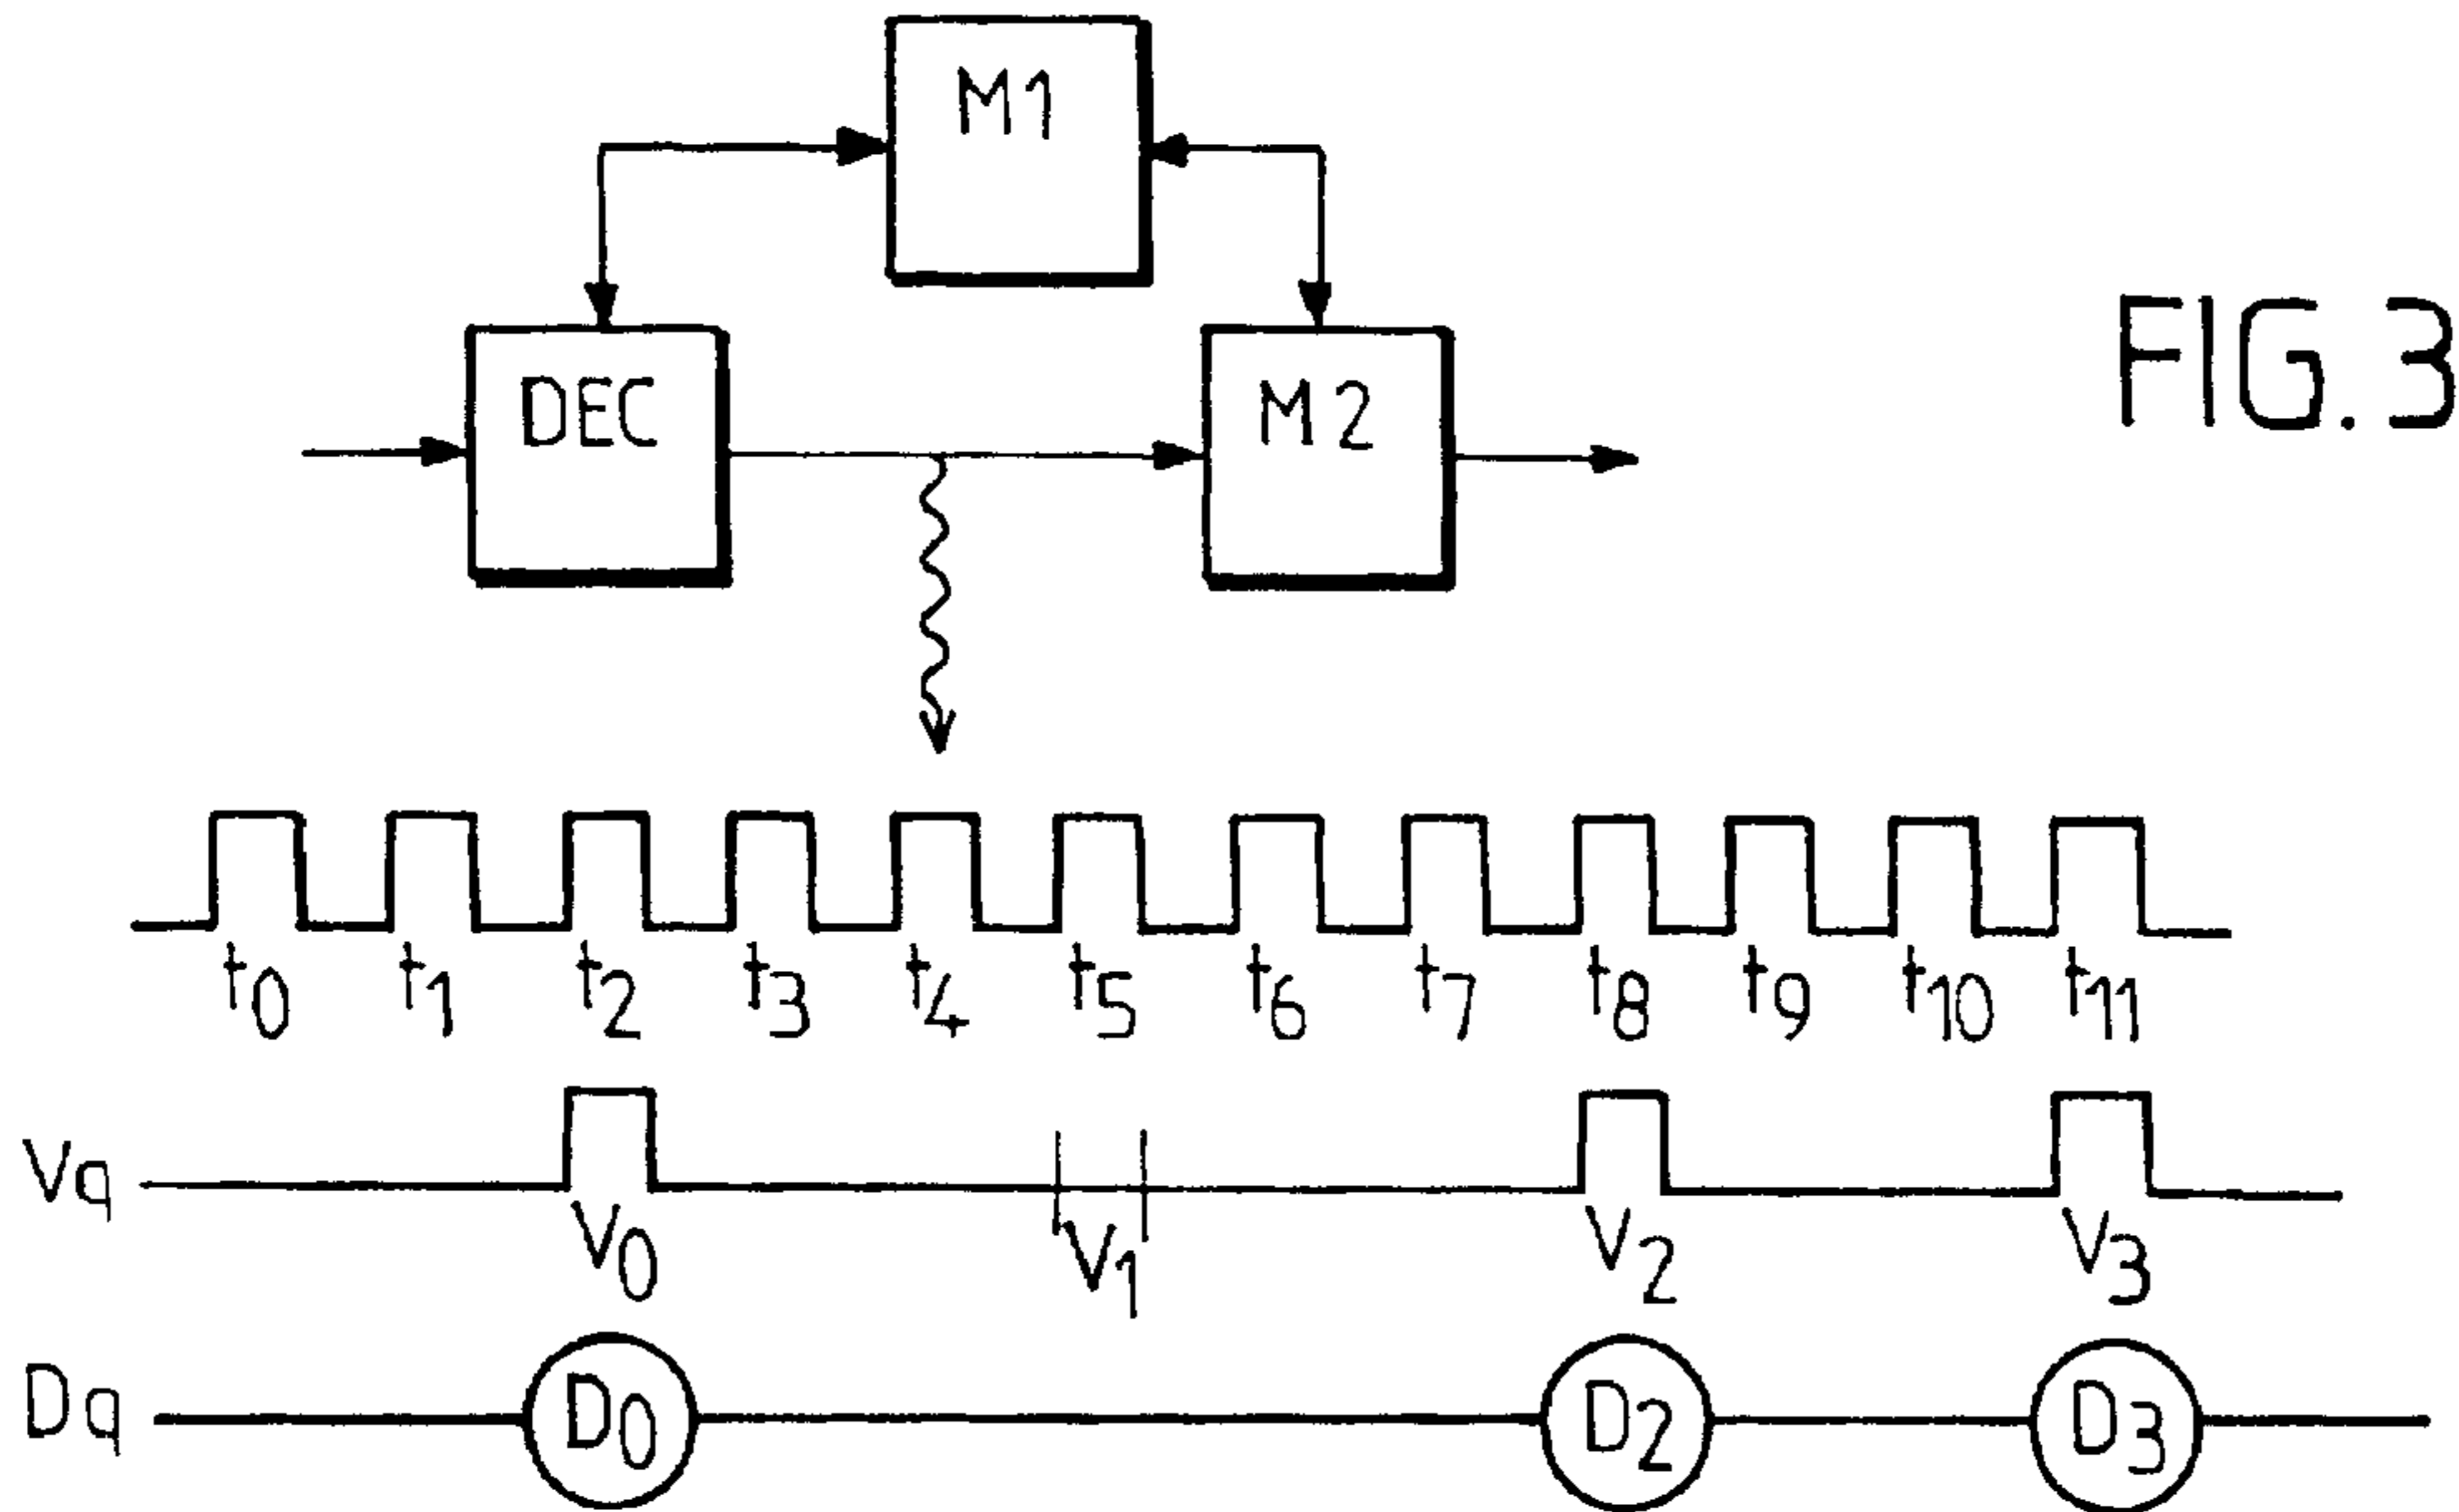 M1
DEC
M2
FIG.3
t0 t1 t2 t3 t4 t5 t6 t7 t8 t9 t10 t11
Vq
V0 V1 V2 V3
Dq D0 D2 D3